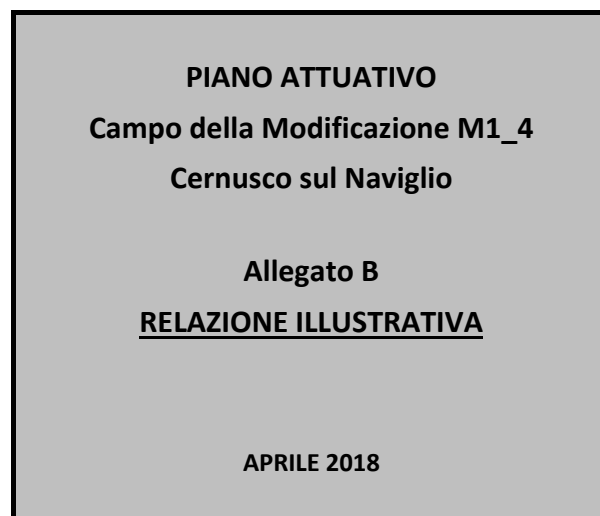 PIANO ATTUATIVO
Campo della Modificazione M1_4
Cernusco sul Naviglio
Allegato B
RELAZIONE ILLUSTRATIVA
APRILE 2018